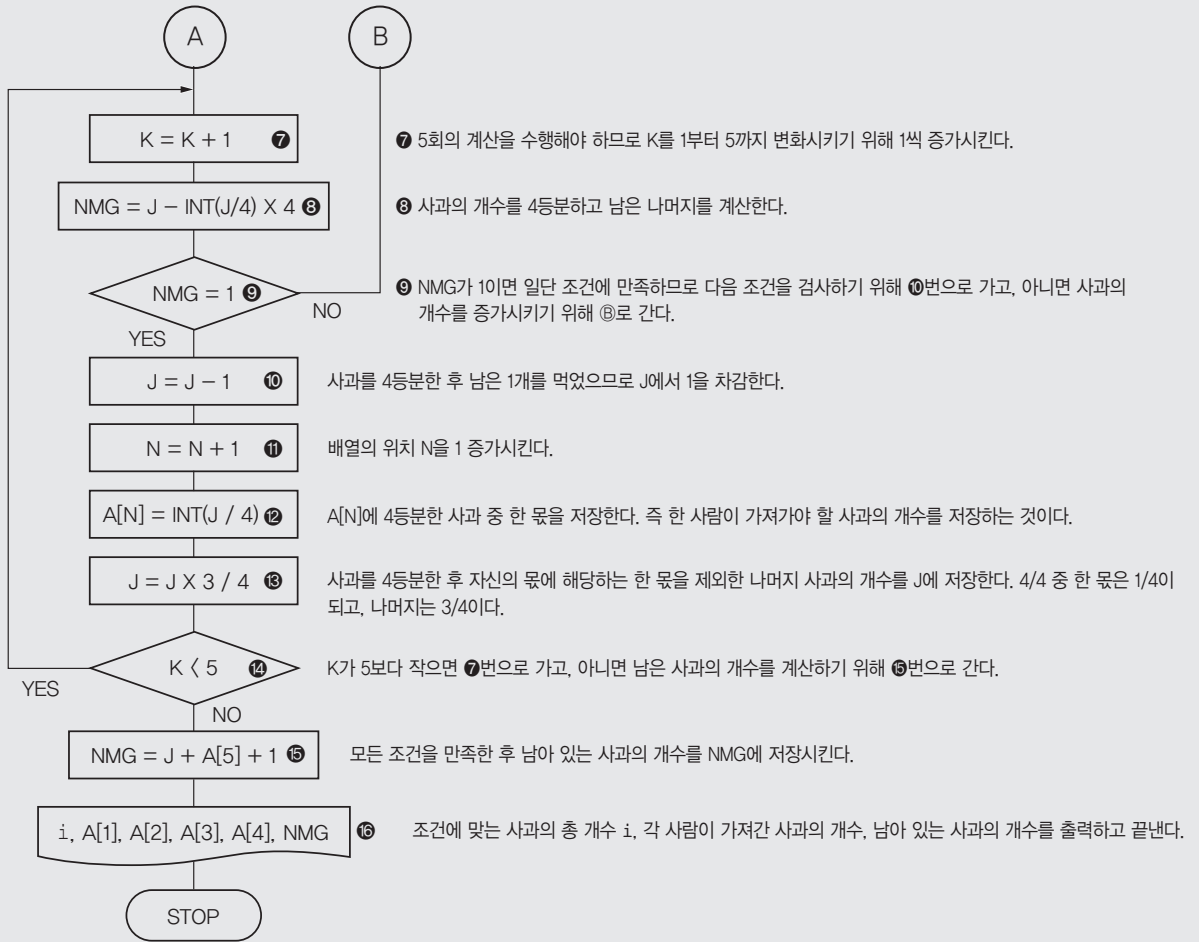 A
B
K = K + 1 ❼
❼ 5회의 계산을 수행해야 하므로 K를 1부터 5까지 변화시키기 위해 1씩 증가시킨다.
NMG = J − INT(J/4) X 4 ❽
❽ 사과의 개수를 4등분하고 남은 나머지를 계산한다.
NMG = 1 ❾
NO
YES
❾ NMG가 1이면 일단 조건에 만족하므로 다음 조건을 검사하기 위해 ❿번으로 가고, 아니면 사과의
개수를 증가시키기 위해 Ⓑ로 간다.
J = J − 1 ❿
사과를 4등분한 후 남은 1개를 먹었으므로 J에서 1을 차감한다.
N = N + 1 ⓫
배열의 위치 N을 1 증가시킨다.
A[N] = INT(J / 4) ⓬
A[N]에 4등분한 사과 중 한 몫을 저장한다. 즉 한 사람이 가져가야 할 사과의 개수를 저장하는 것이다.
J = J X 3 / 4 ⓭
사과를 4등분한 후 자신의 몫에 해당하는 한 몫을 제외한 나머지 사과의 개수를 J에 저장한다. 4/4 중 한 몫은 1/4이
되고, 나머지는 3/4이다.
K〈 5 ⓮
YES
NO
K가 5보다 작으면 ❼번으로 가고, 아니면 남은 사과의 개수를 계산하기 위해 ⓯번으로 간다.
NMG = J + A[5] + 1 ⓯
모든 조건을 만족한 후 남아 있는 사과의 개수를 NMG에 저장시킨다.
i, A[1], A[2], A[3], A[4], NMG ⓰
조건에 맞는 사과의 총 개수 i, 각 사람이 가져간 사과의 개수, 남아 있는 사과의 개수를 출력하고 끝낸다.
STOP